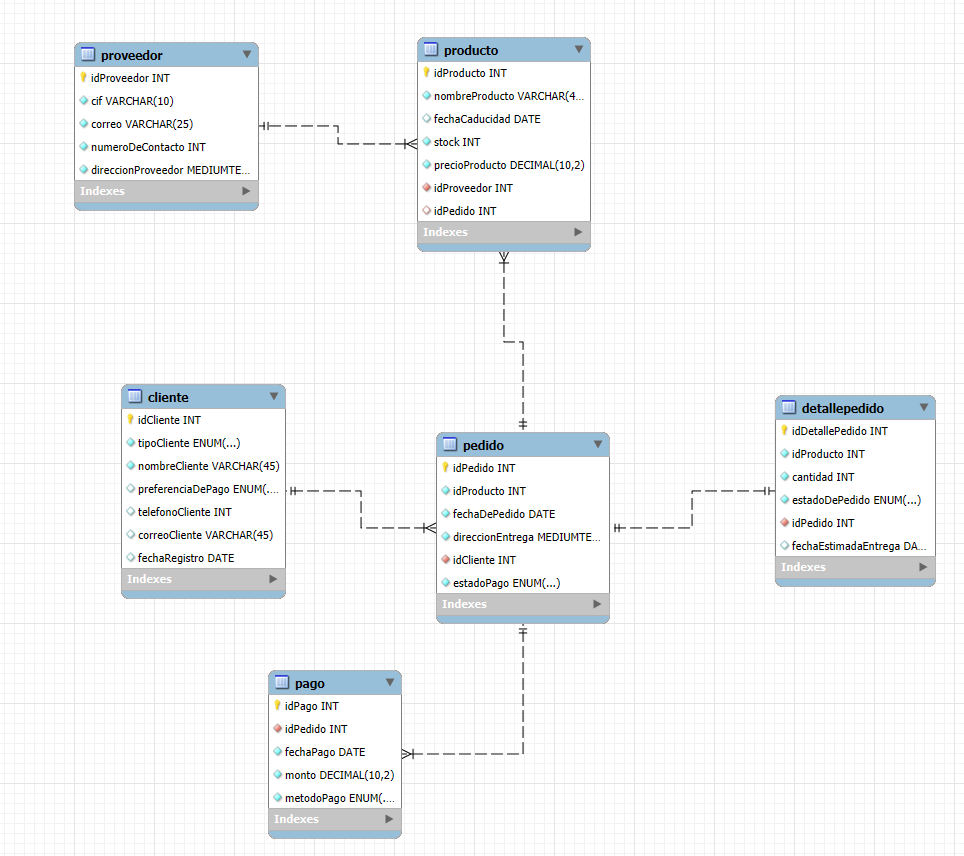 proveedor
idProveedor INT
cif VARCHAR(10)
correo VARCHAR(25)
numeroDeContacto INT
direccionProveedor MEDIUMTE...
Indexes
producto
idProducto INT
nombreProducto VARCHAR(4...
fechaCaducidad DATE
stock INT
precioProducto DECIMAL(10,2)
idProveedor INT
idPedido INT
Indexes
cliente
idCliente INT
tipoCliente ENUM(...)
nombreCliente VARCHAR(45)
preferenciaDePago ENUM(....
telefonoCliente INT
correoCliente VARCHAR(45)
fechaRegistro DATE
Indexes
pedido
idPedido INT
idProducto INT
fechaDePedido DATE
direccionEntrega MEDIUMTE...
idCliente INT
estadoPago ENUM(...)
Indexes
detallepedido
idDetallePedido INT
idProducto INT
cantidad INT
estadoDePedido ENUM(...)
idPedido INT
fechaEstimadaEntrega DA...
Indexes
pago
idPago INT
idPedido INT
fechaPago DATE
monto DECIMAL(10,2)
metodoPago ENUM(....
Indexes